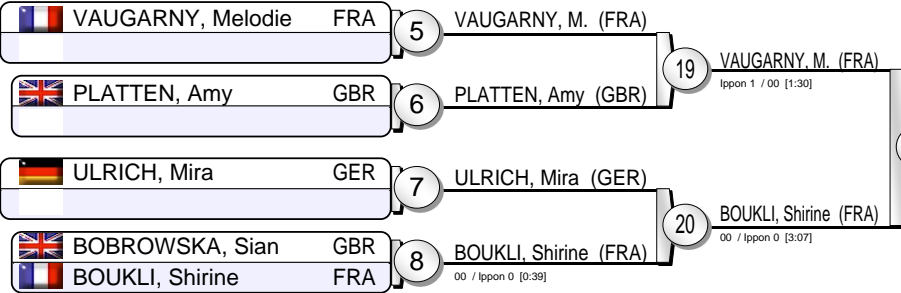 VAUGARNY, Melodie FRA
5
VAUGARNY, M. (FRA)
19
VAUGARNY, M. (FRA)
Ippon 1 / 00 [1:30]
PLATTEN, Amy GBR
6
PLATTEN, Amy (GBR)
ULRICH, Mira GER
7
ULRICH, Mira (GER)
20
BOUKLI, Shirine (FRA)
00 / Ippon 0 [3:07]
BOBROWSKA, Sian GBR
BOUKLI, Shirine FRA
8
BOUKLI, Shirine (FRA)
00 / Ippon 0 [0:39]